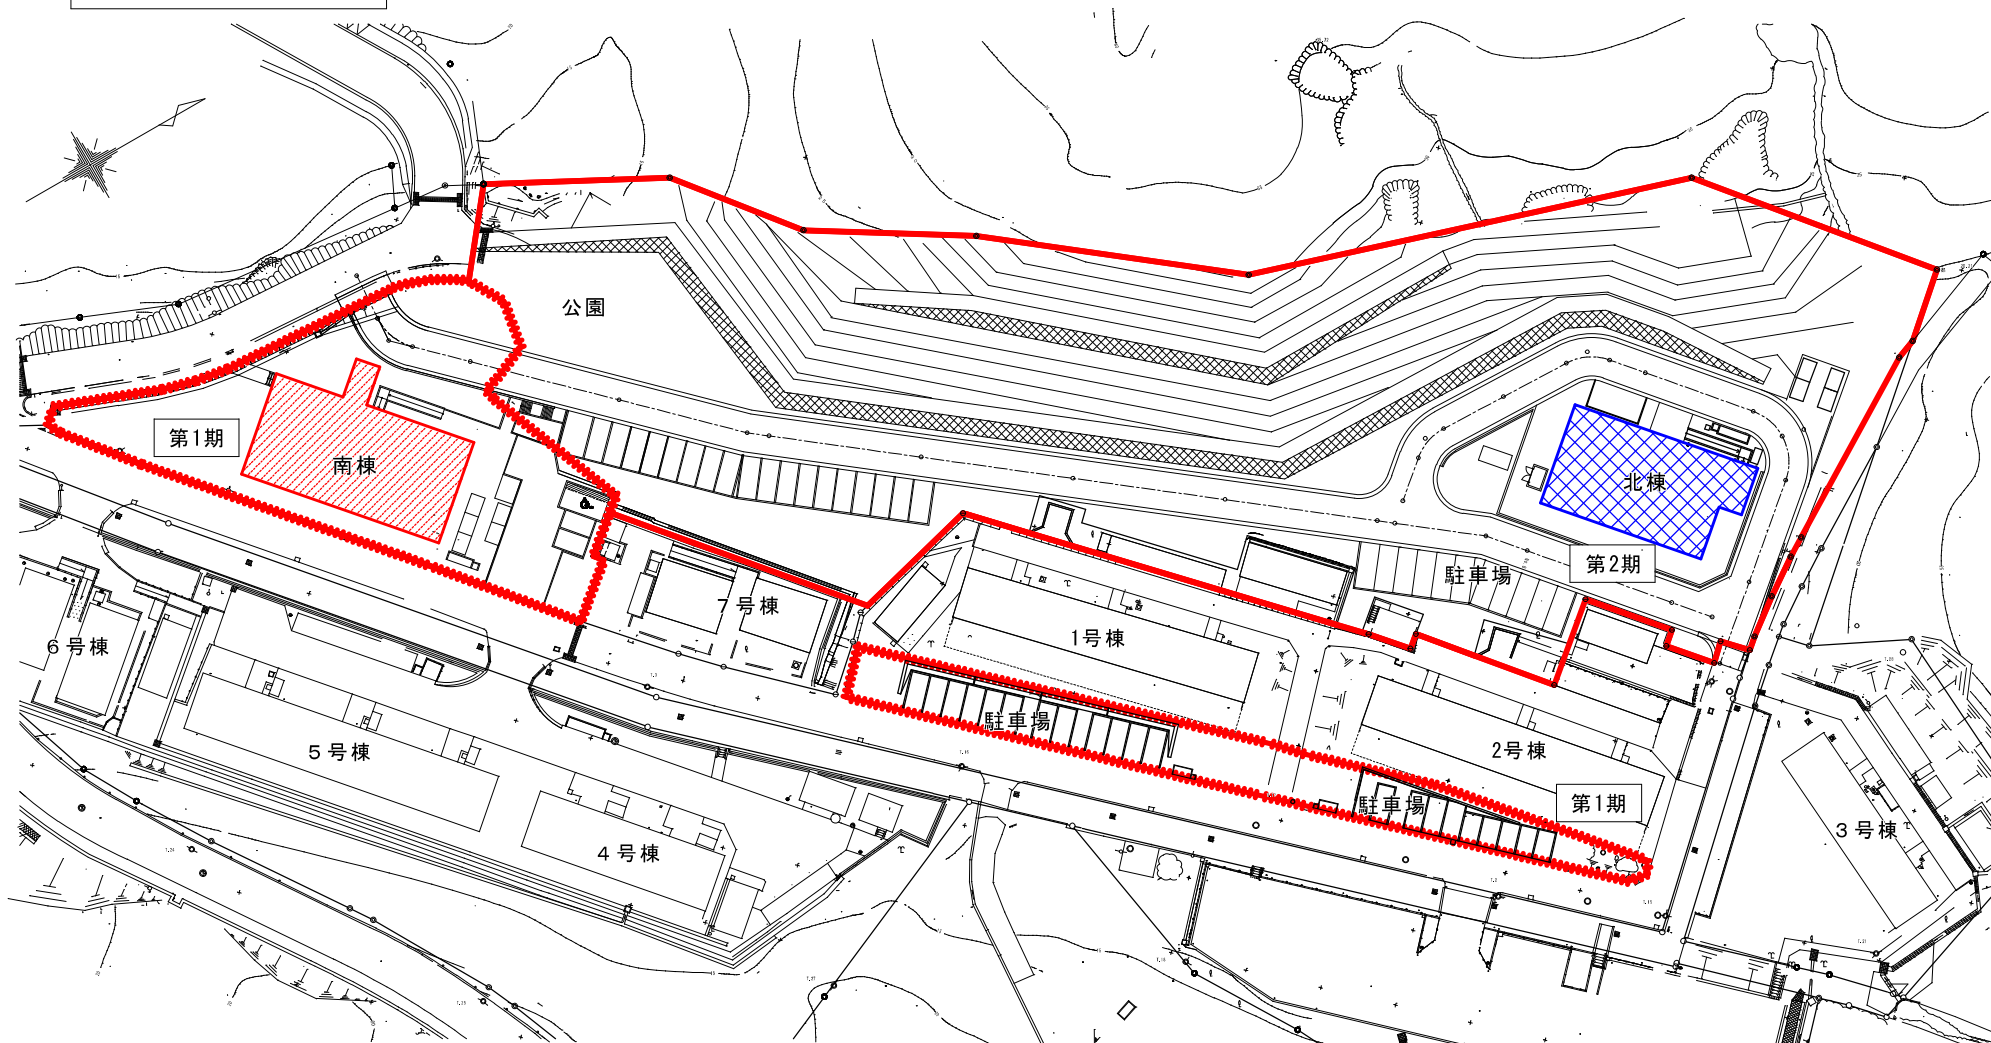 公園
第1期
南棟
北棟
第2期
駐車場
7号棟
1号棟
6号棟
駐車場
2号棟
5号棟
駐車場
第1期
3号棟
4号棟